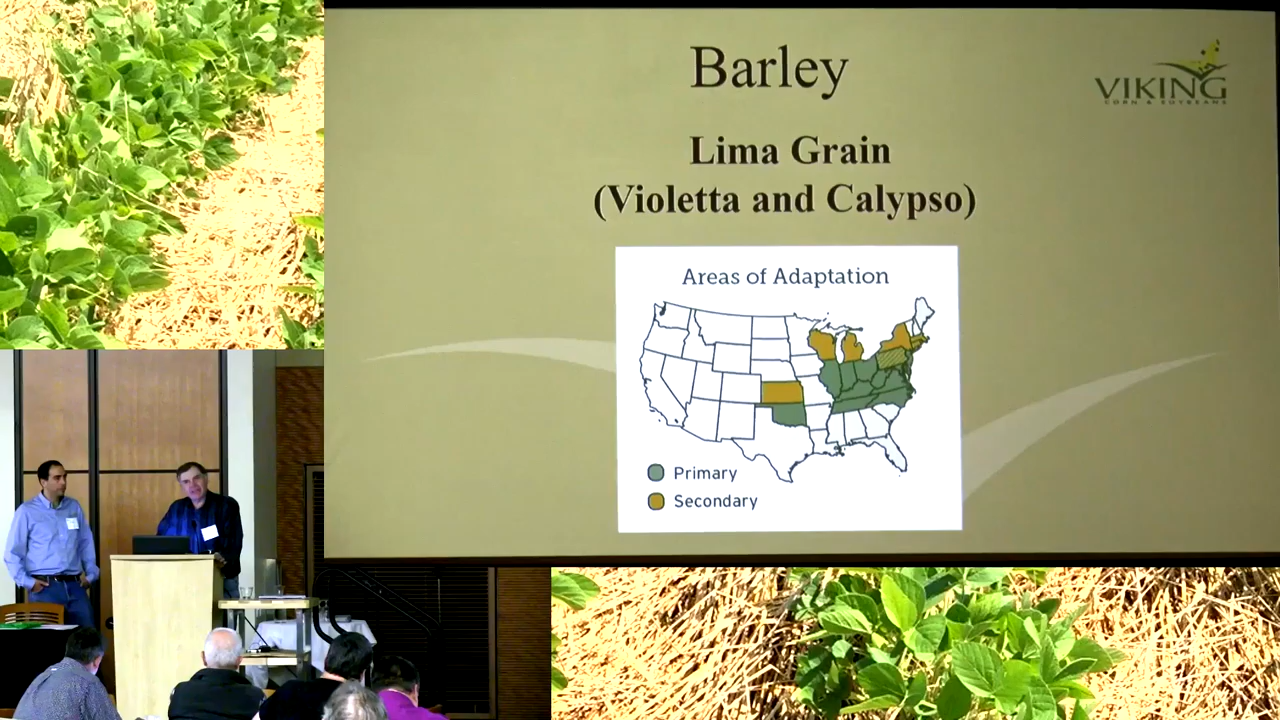 Barley
VIKING
CORN & SOYBEANS
Lima Grain
(Violetta and Calypso)
Areas of Adaptation
Primary
Secondary